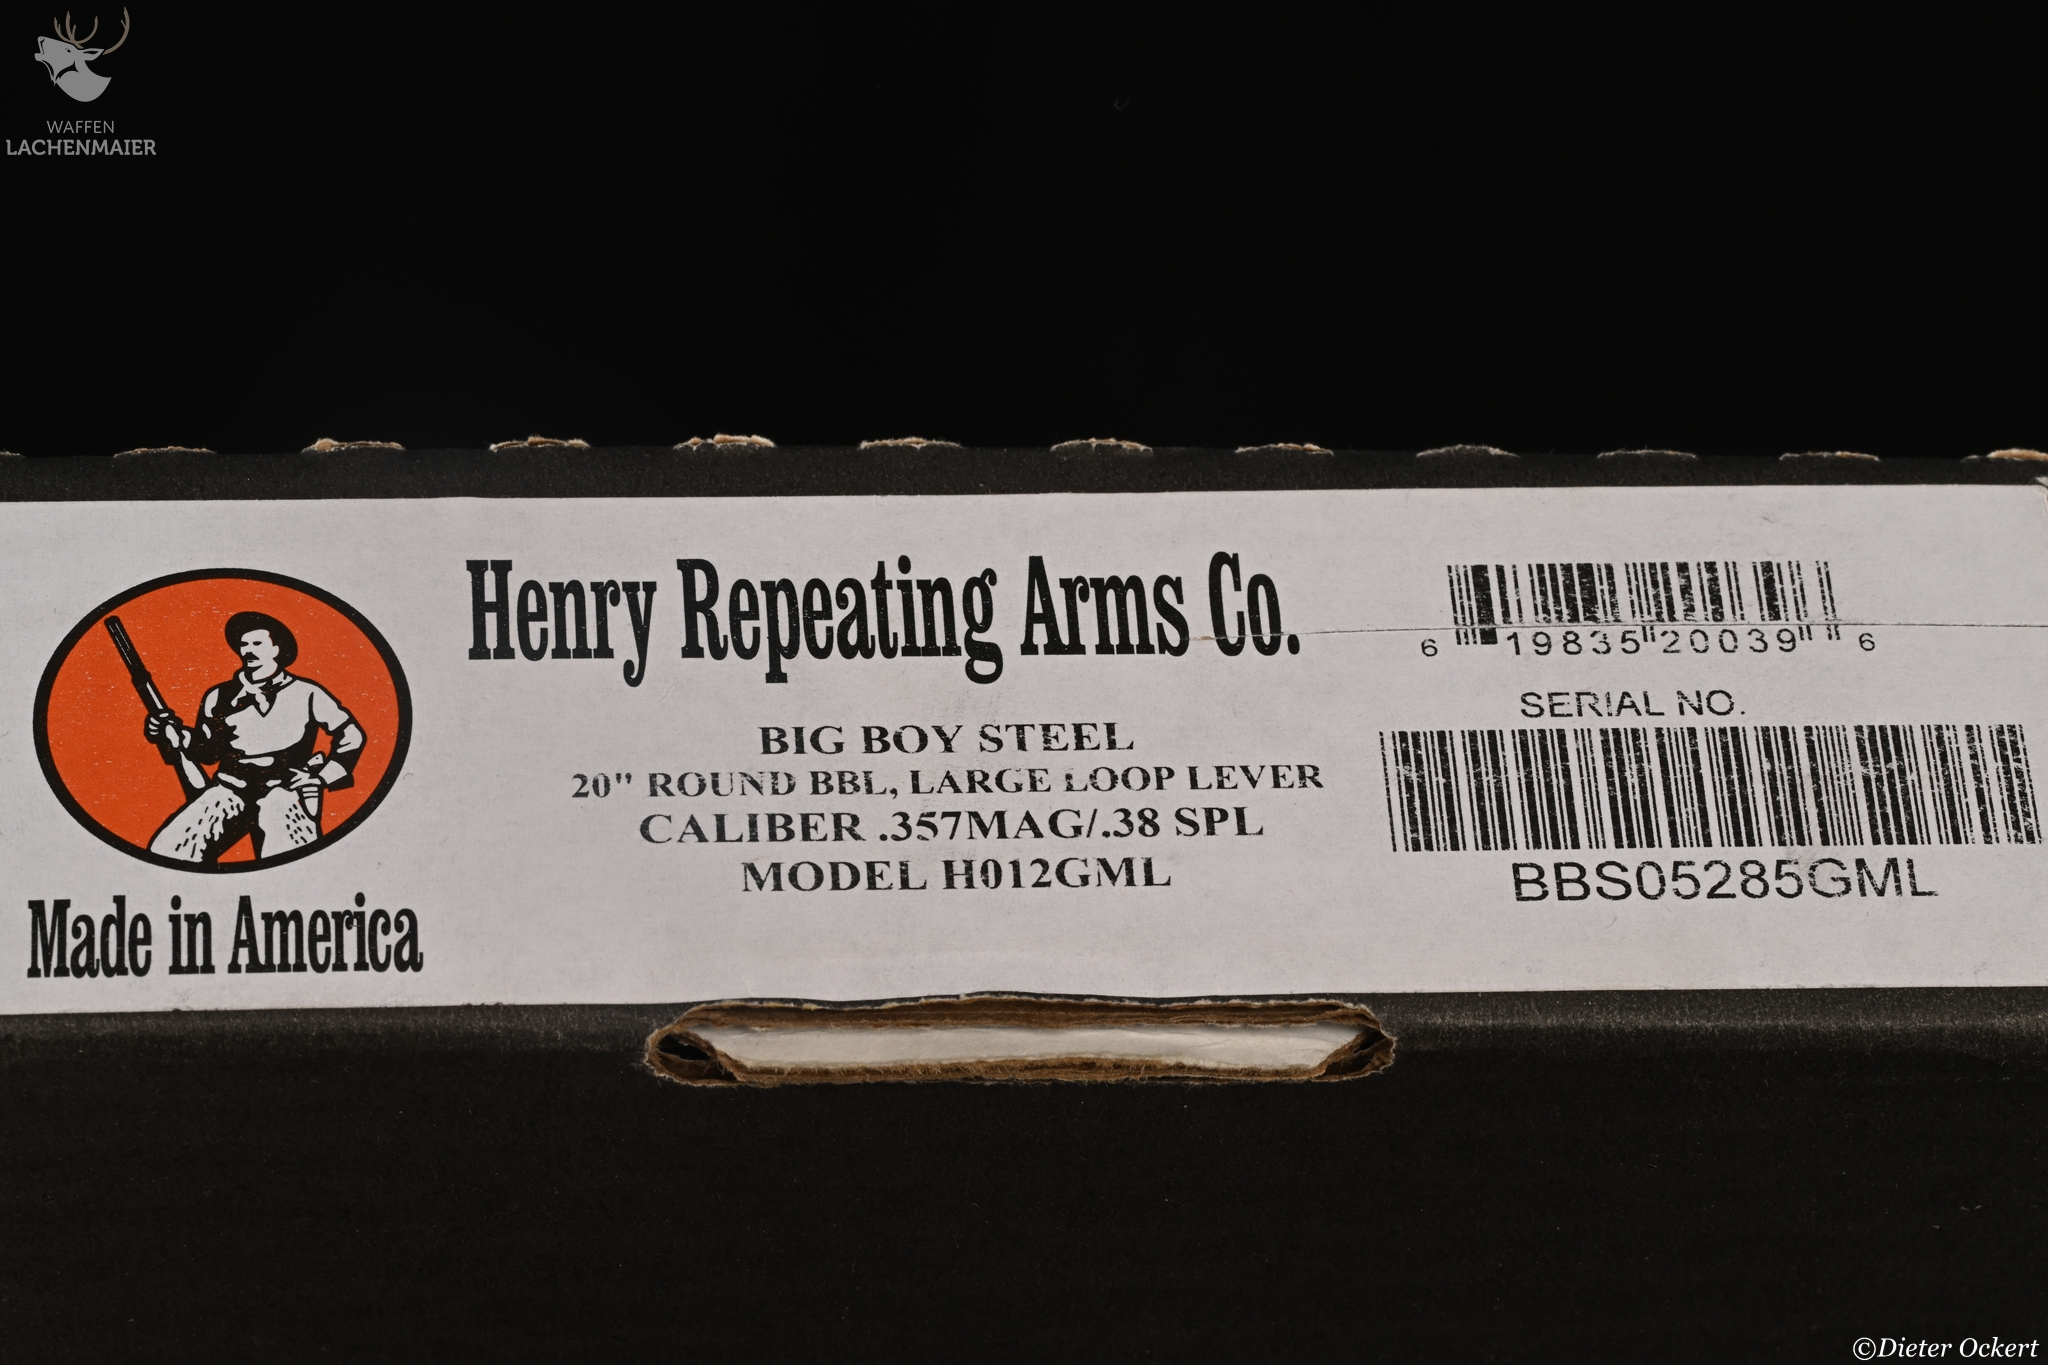 WAFFEN
LACHENMAIER
Henry Repeating Arms Co.
BIG BOY STEEL
20" ROUND BBL, LARGE LOOP LEVER
CALIBER .357MAG/.38 SPL
MODEL H012GML
Made in America
6 19835 20039 6
SERIAL NO.
BBS05285GML
©Dieter Ockert